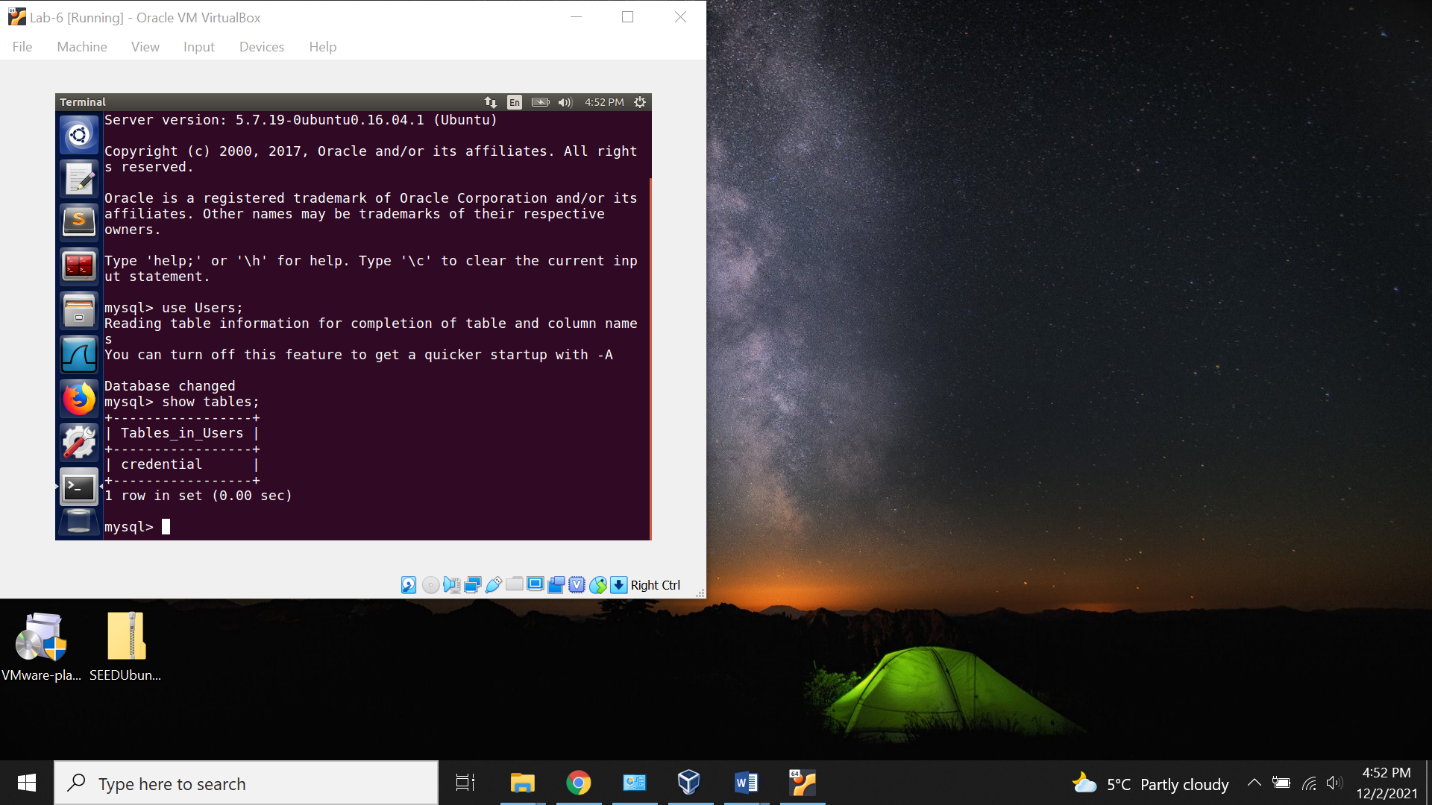 Lab-6 [Running] - Oracle VM VirtualBox
File Machine View Input Devices Help
Terminal En 4:52 PM
Server version: 5.7.19-0ubuntu0.16.04.1 (Ubuntu)
Copyright (c) 2000, 2017, Oracle and/or its affiliates. All right
s reserved.
Oracle is a registered trademark of Oracle Corporation and/or its
affiliates. Other names may be trademarks of their respective
owners.
Type 'help;' or '\h' for help. Type '\c' to clear the current inp
ut statement.
mysql> use Users;
Reading table information for completion of table and column name
s
You can turn off this feature to get a quicker startup with -A
Database changed
mysql> show tables;
+-----------------+
| Tables_in_Users |
+-----------------+
| credential      |
+-----------------+
1 row in set (0.00 sec)
mysql>
Right Ctrl
VMware-pla... SEEDUbun...
Type here to search
5°C Partly cloudy
4:52 PM
12/2/2021